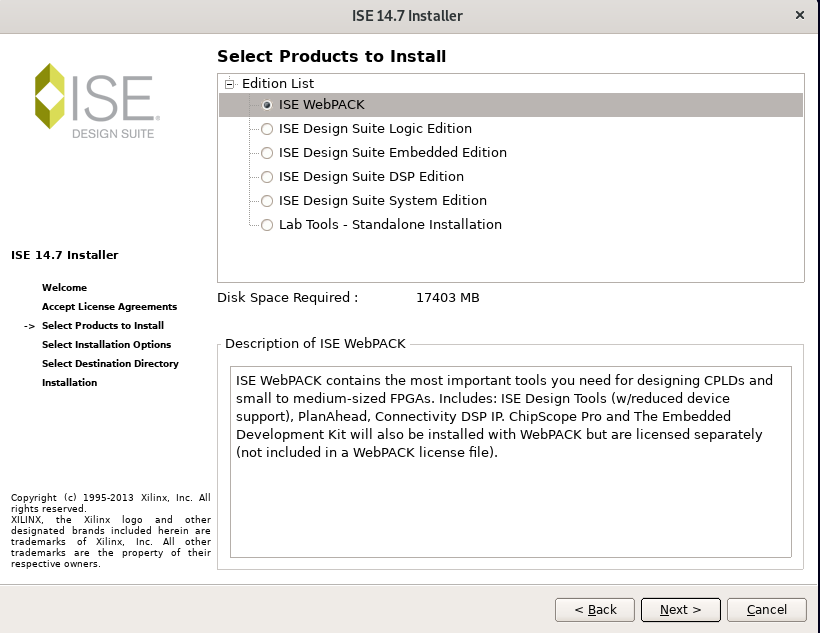 ISE 14.7 Installer
ISE
DESIGN SUITE
ISE 14.7 Installer
Welcome
Accept License Agreements
-> Select Products to Install
Select Installation Options
Select Destination Directory
Installation
Copyright (c) 1995-2013 Xilinx, Inc. All
rights reserved.
XILINX, the Xilinx logo and other
designated brands included herein are
trademarks of Xilinx, Inc. All other
trademarks are the property of their
respective owners.
Select Products to Install
Edition List
ISE WebPACK
ISE Design Suite Logic Edition
ISE Design Suite Embedded Edition
ISE Design Suite DSP Edition
ISE Design Suite System Edition
Lab Tools - Standalone Installation
Disk Space Required : 17403 MB
Description of ISE WebPACK
ISE WebPACK contains the most important tools you need for designing CPLDs and
small to medium-sized FPGAs. Includes: ISE Design Tools (w/reduced device
support), PlanAhead, Connectivity DSP IP. ChipScope Pro and The Embedded
Development Kit will also be installed with WebPACK but are licensed separately
(not included in a WebPACK license file).
< Back
Next >
Cancel